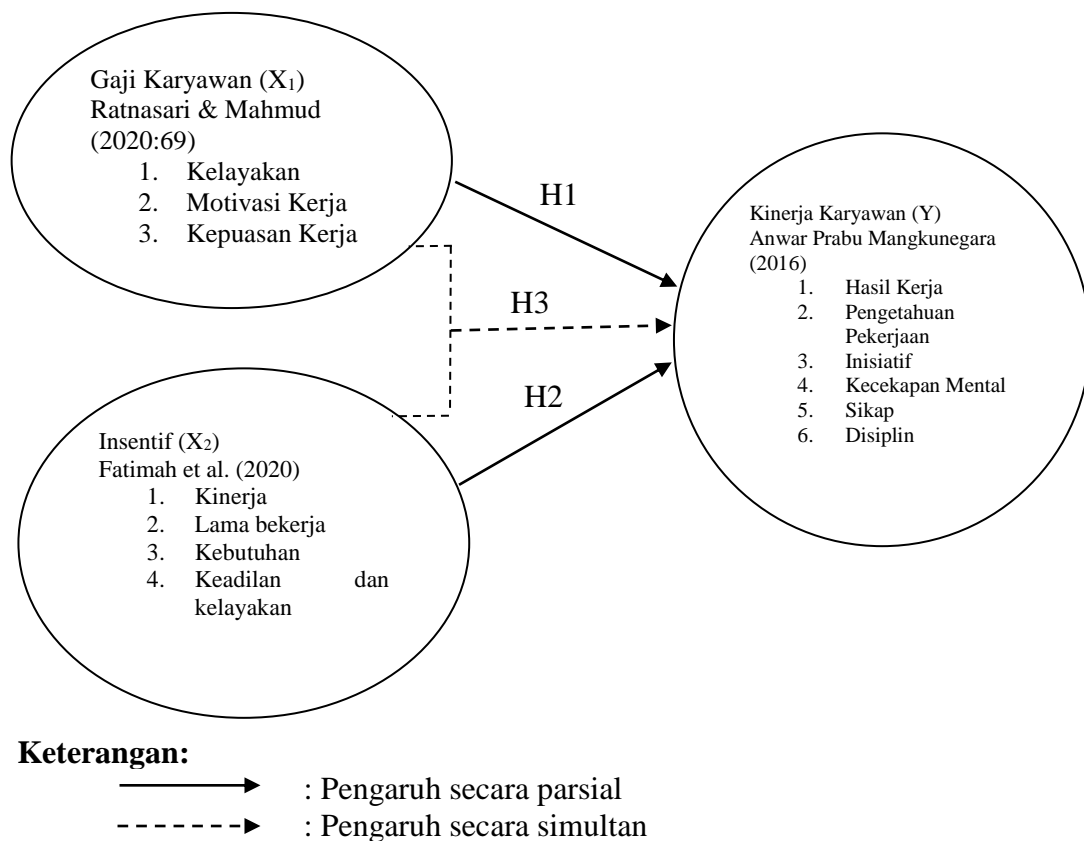 Gaji Karyawan (X₁)
Ratnasari & Mahmud
(2020:69)
1. Kelayakan
2. Motivasi Kerja
3. Kepuasan Kerja
H1
Kinerja Karyawan (Y)
Anwar Prabu Mangkunegara
(2016)
1. Hasil Kerja
2. Pengetahuan
Pekerjaan
3. Inisiatif
4. Kecekapan Mental
5. Sikap
6. Disiplin
H3
H2
Insentif (X₂)
Fatimah et al. (2020)
1. Kinerja
2. Lama bekerja
3. Kebutuhan
4. Keadilan dan
kelayakan
Keterangan:
: Pengaruh secara parsial
: Pengaruh secara simultan